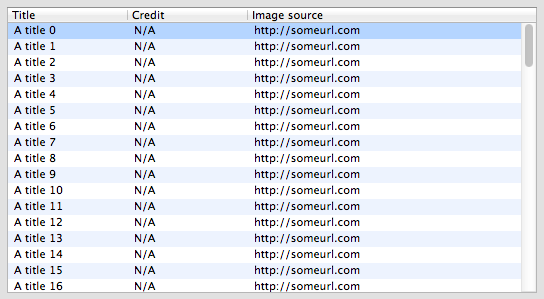 Title Credit Image source
A title 0 N/A http://someurl.com
A title 1 N/A http://someurl.com
A title 2 N/A http://someurl.com
A title 3 N/A http://someurl.com
A title 4 N/A http://someurl.com
A title 5 N/A http://someurl.com
A title 6 N/A http://someurl.com
A title 7 N/A http://someurl.com
A title 8 N/A http://someurl.com
A title 9 N/A http://someurl.com
A title 10 N/A http://someurl.com
A title 11 N/A http://someurl.com
A title 12 N/A http://someurl.com
A title 13 N/A http://someurl.com
A title 14 N/A http://someurl.com
A title 15 N/A http://someurl.com
A title 16 N/A http://someurl.com